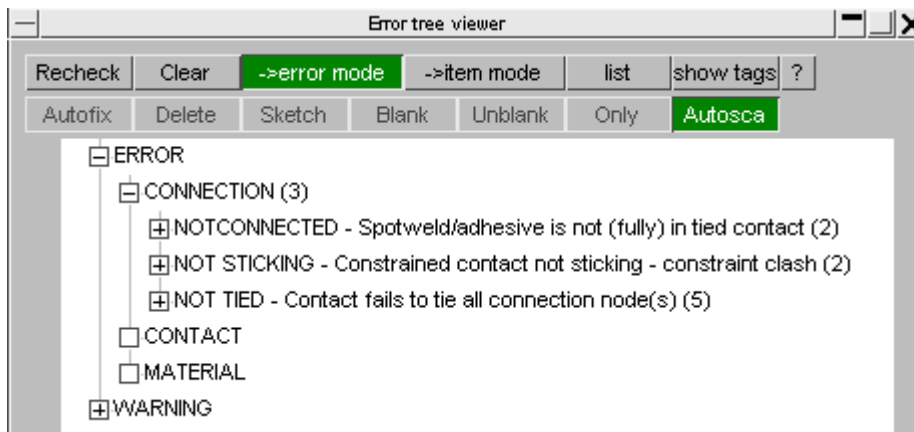 Error tree viewer
Recheck Clear ->error mode ->item mode list show tags ?
Autofix Delete Sketch Blank Unblank Only Autosca
ERROR
CONNECTION (3)
NOTCONNECTED - Spotweld/adhesive is not (fully) in tied contact (2)
NOT STICKING - Constrained contact not sticking - constraint clash (2)
NOT TIED - Contact fails to tie all connection node(s) (5)
CONTACT
MATERIAL
WARNING